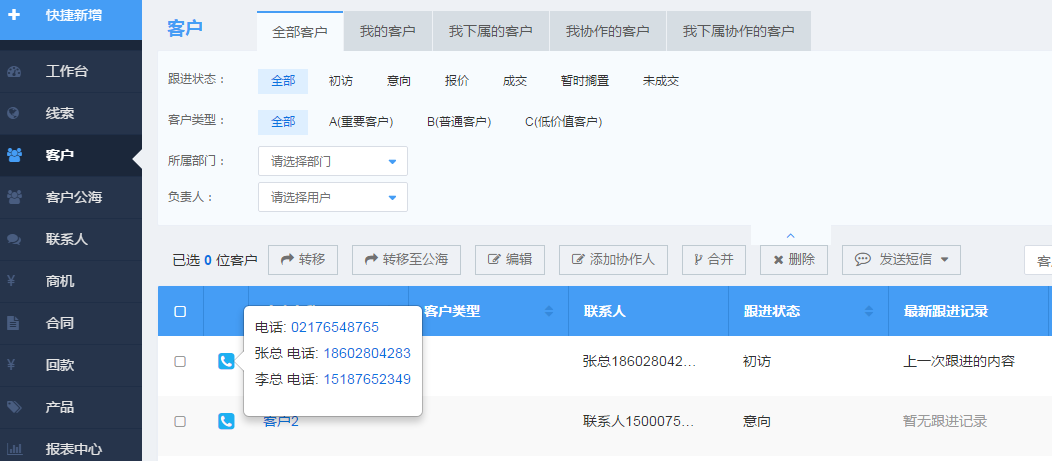 快捷新增
工作台
线索
客户
客户公海
联系人
商机
合同
回款
产品
报表中心
客户
全部客户 我的客户 我下属的客户 我协作的客户 我下属协作的客户
跟进状态： 全部 初访 意向 报价 成交 暂时搁置 未成交
客户类型： 全部 A(重要客户) B(普通客户) C(低价值客户)
所属部门： 请选择部门
负责人： 请选择用户
已选 0 位客户 转移 转移至公海 编辑 添加协作人 合并 删除 发送短信
客户类型 联系人 跟进状态 最新跟进记录
电话: 02176548765
张总 电话: 18602804283
李总 电话: 15187652349
张总186028042... 初访 上一次跟进的内容
客户2 联系人1500075... 意向 暂无跟进记录